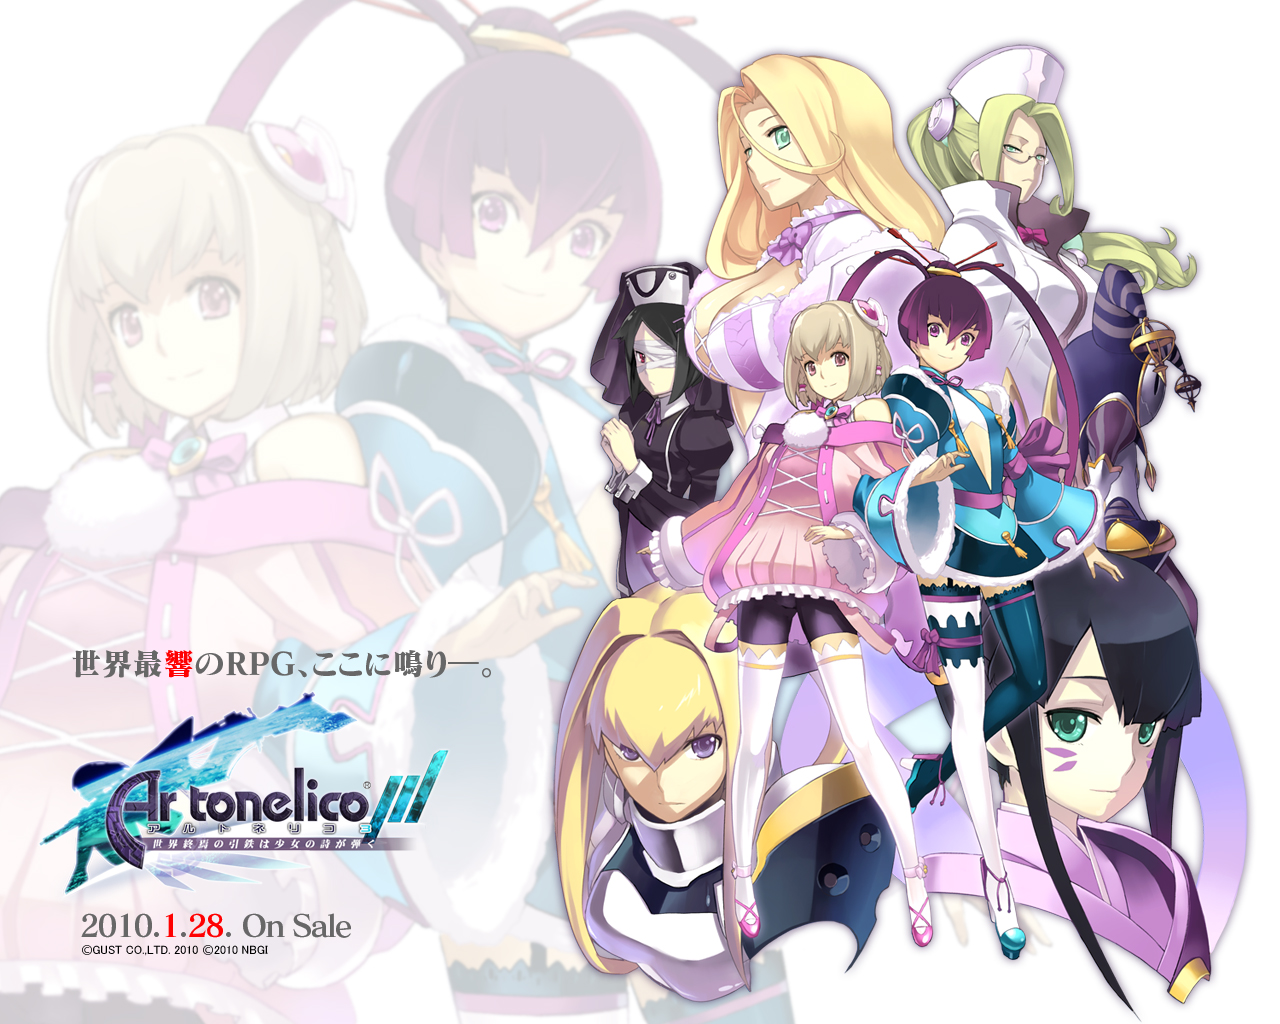 世界最響のRPG、ここに鳴り―。
Ar tonelico® III
アルトネリコ3
世界終焉の引鉄は少女の詩が弾く
2010.1.28. On Sale
©GUST CO.,LTD. 2010 ©2010 NBGI